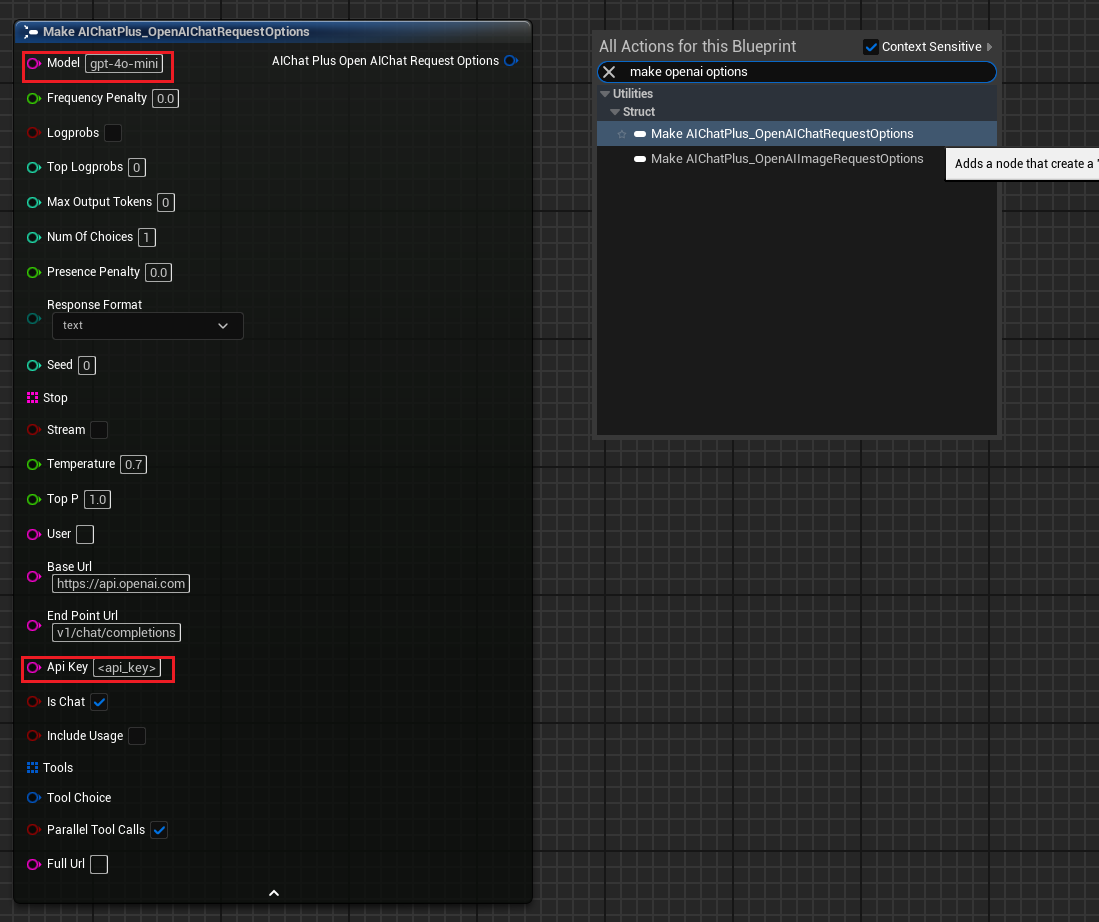 Make AIChatPlus_OpenAIChatRequestOptions
Model gpt-4o-mini
AIChat Plus Open AIChat Request Options
Frequency Penalty 0.0
Logprobs
Top Logprobs 0
Max Output Tokens 0
Num Of Choices 1
Presence Penalty 0.0
Response Format
text
Seed 0
Stop
Stream
Temperature 0.7
Top P 1.0
User
Base Url
https://api.openai.com
End Point Url
v1/chat/completions
Api Key <api_key>
Is Chat
Include Usage
Tools
Tool Choice
Parallel Tool Calls
Full Url
All Actions for this Blueprint
Context Sensitive
make openai options
Utilities
Struct
Make AIChatPlus_OpenAIChatRequestOptions
Make AIChatPlus_OpenAIImageRequestOptions
Adds a node that create a '